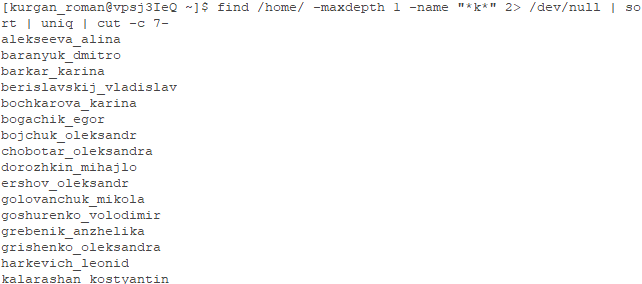 [kurgan_roman@vpsj3IeQ ~]$ find /home/ -maxdepth 1 -name "*k*" 2> /dev/null | so
rt | uniq | cut -c 7-
alekseeva_alina
baranyuk_dmitro
barkar_karina
berislavskij_vladislav
bochkarova_karina
bogachik_egor
bojchuk_oleksandr
chobotar_oleksandra
dorozhkin_mihajlo
ershov_oleksandr
golovanchuk_mikola
goshurenko_volodimir
grebenik_anzhelika
grishenko_oleksandra
harkevich_leonid
kalarashan_kostyantin